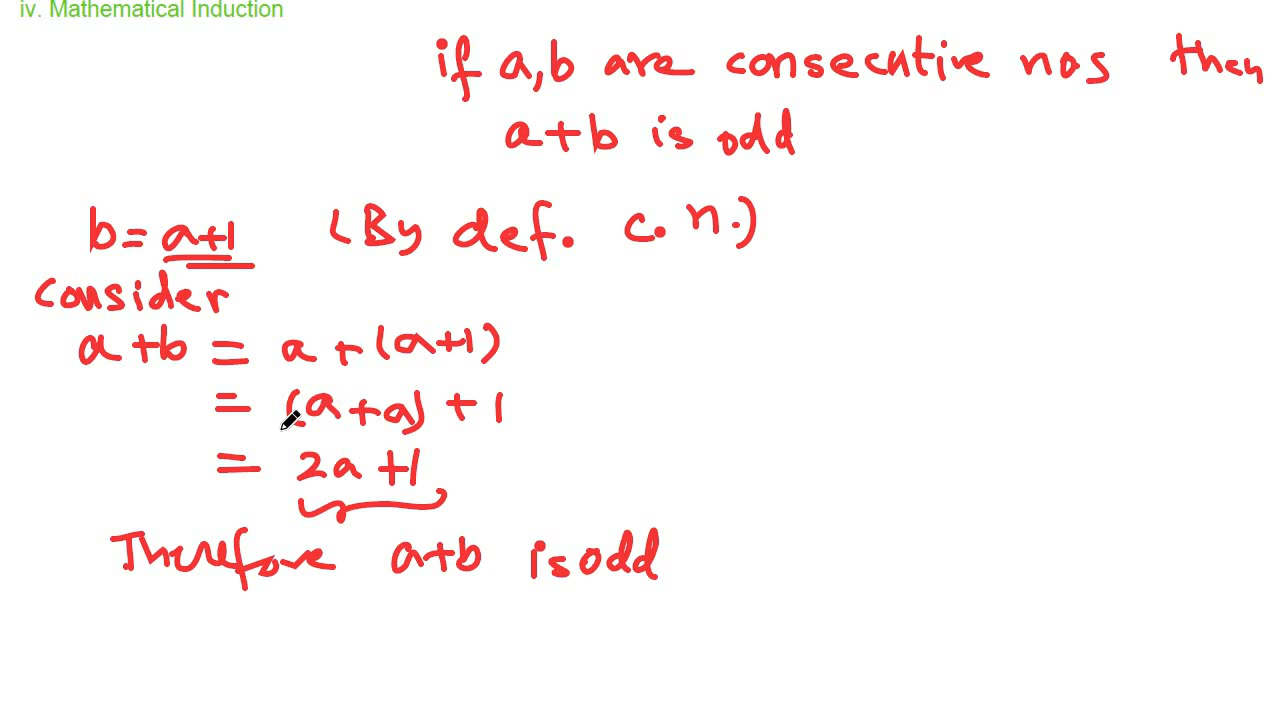 iv. Mathematical Induction
if a,b are consecutive nos then
a+b is odd
b = a+1 (By def. c.n.)
consider
a+b = a+(a+1)
= (a+a)+1
= 2a+1
Therefore a+b is odd